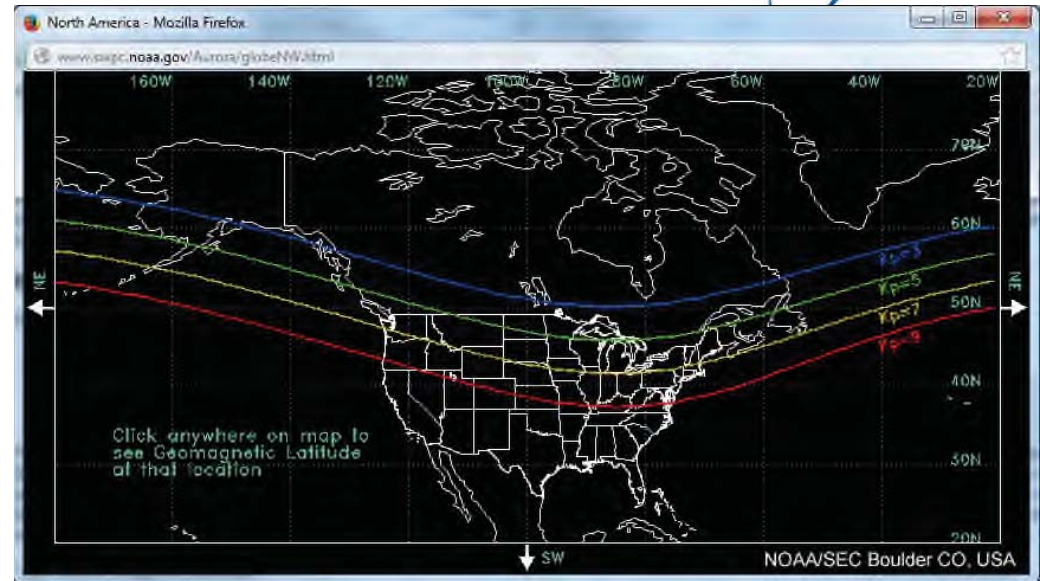 North America - Mozilla Firefox
www.swpc.noaa.gov/Aurora/globeNW.html
160W 140W 120W 100W 80W 60W 40W 20W
70N
60N
Kp=3
NE
NE
Kp=5
50N
Kp=7
Kp=9
40N
Click anywhere on map to
see Geomagnetic Latitude
at that location
30N
20N
SW
NOAA/SEC Boulder CO, USA